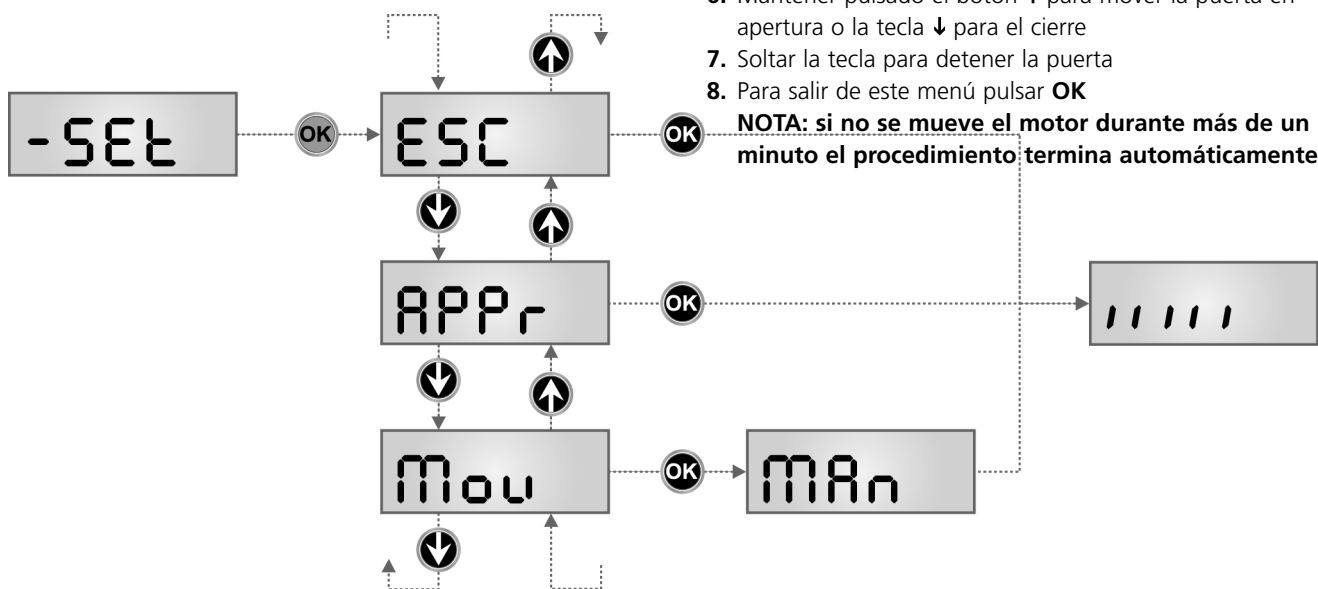 apertura o la tecla ↓ para el cierre
7. Soltar la tecla para detener la puerta
8. Para salir de este menú pulsar OK
NOTA: si no se mueve el motor durante más de un
minuto el procedimiento termina automáticamente
-SEt
OK
ESC
OK
APPr
OK
Mov
OK
MAn